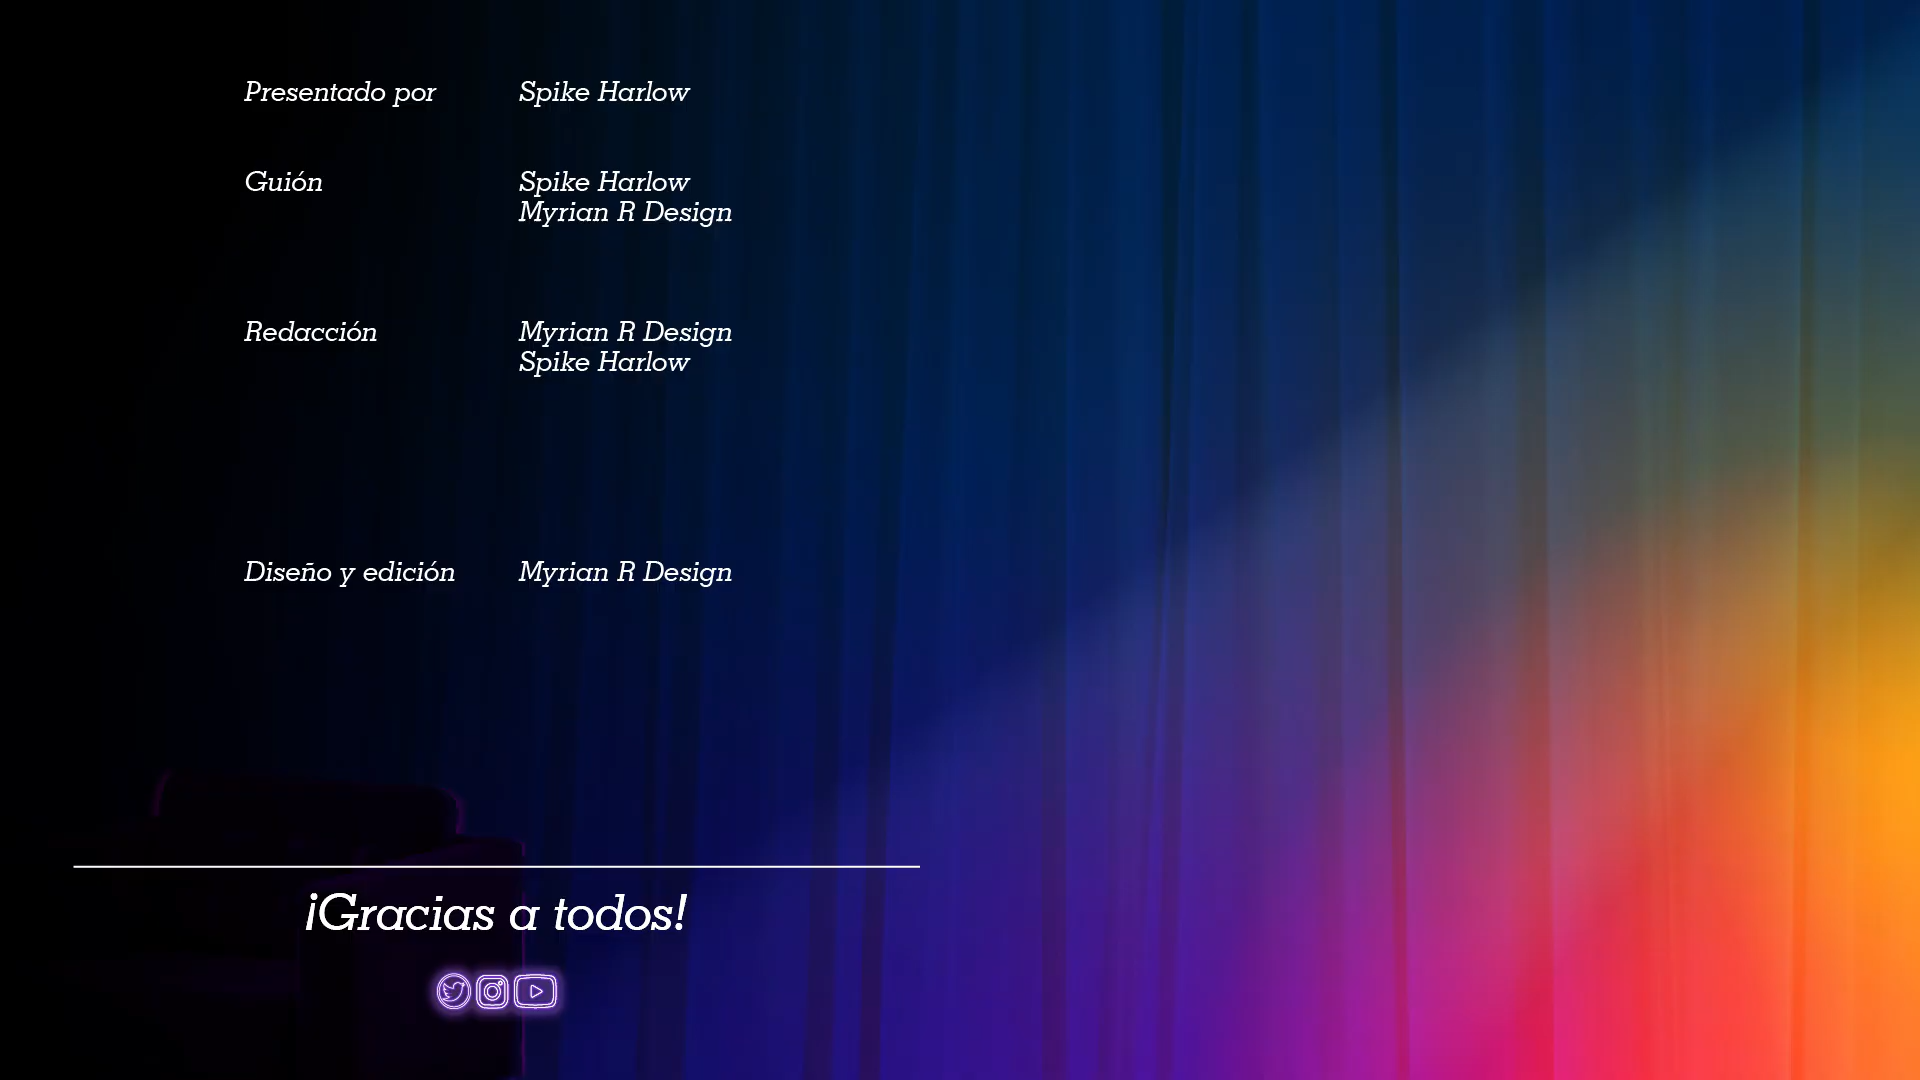 Presentado por Spike Harlow
Guión Spike Harlow
Myrian R Design
Redacción Myrian R Design
Spike Harlow
Diseño y edición Myrian R Design
¡Gracias a todos!